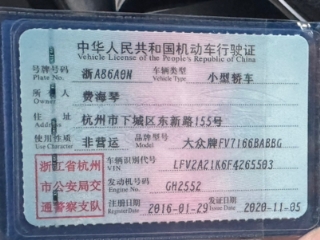 中华人民共和国机动车行驶证
Vehicle License of the People's Republic of China
号牌号码 浙A86A0N 车辆类型 小型轿车
Plate No. Vehicle Type
所有人 费海琴
Owner
住址 杭州市下城区东新路155号
Address
使用性质 非营运 品牌型号 大众牌FV7166BABBG
Use Character Model
浙江省杭州 车辆识别代号 LFV2A21K6F4265503
VIN
市公安局交 发动机号码 GH2552
Engine No.
通警察支队 注册日期 2016-01-29 发证日期 2020-11-05
Register Date Issue Date